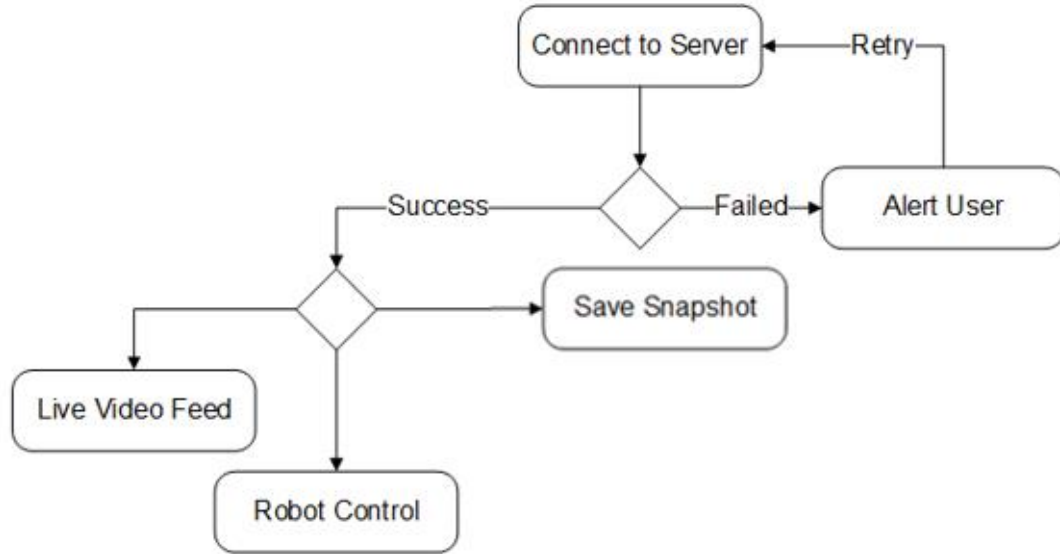 Connect to Server
Retry
Success
Failed
Alert User
Save Snapshot
Live Video Feed
Robot Control